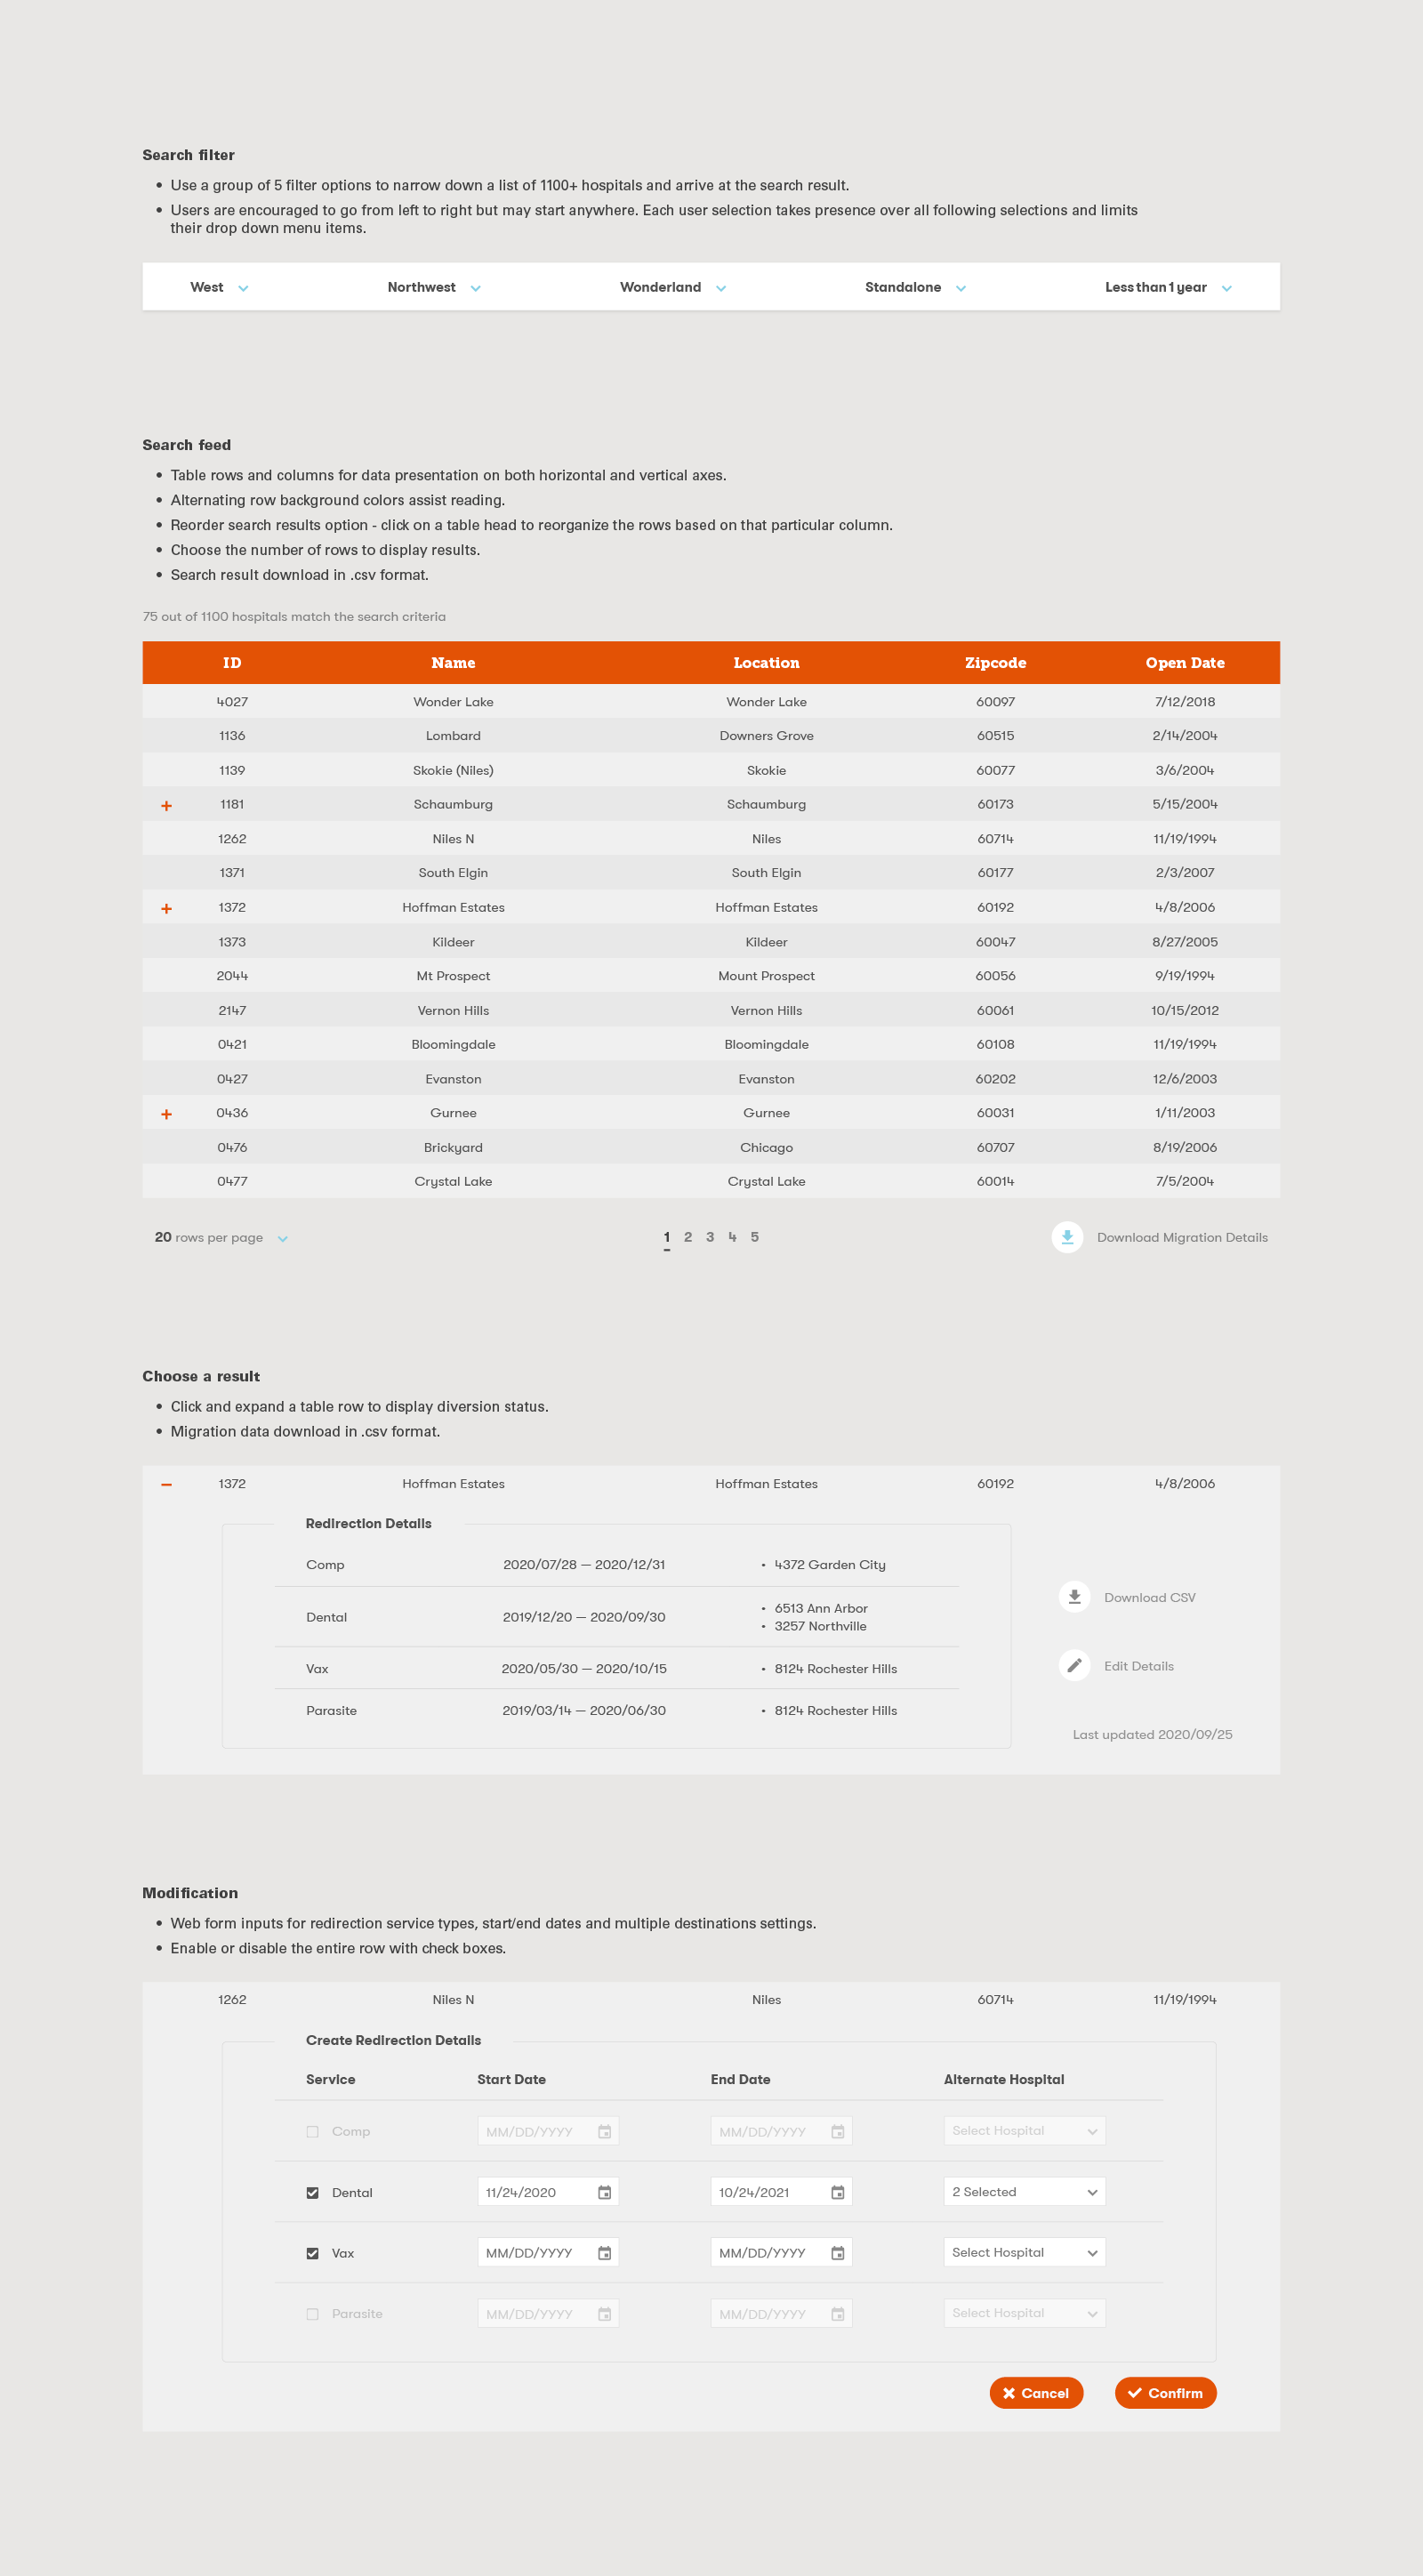 Search filter
• Use a group of 5 filter options to narrow down a list of 1100+ hospitals and arrive at the search result.
• Users are encouraged to go from left to right but may start anywhere. Each user selection takes presence over all following selections and limits
their drop down menu items.
West Northwest Wonderland Standalone Less than 1 year
Search feed
• Table rows and columns for data presentation on both horizontal and vertical axes.
• Alternating row background colors assist reading.
• Reorder search results option - click on a table head to reorganize the rows based on that particular column.
• Choose the number of rows to display results.
• Search result download in .csv format.
75 out of 1100 hospitals match the search criteria
ID Name Location Zipcode Open Date
4027 Wonder Lake Wonder Lake 60097 7/12/2018
1136 Lombard Downers Grove 60515 2/14/2004
1139 Skokie (Niles) Skokie 60077 3/6/2004
+ 1181 Schaumburg Schaumburg 60173 5/15/2004
1262 Niles N Niles 60714 11/19/1994
1371 South Elgin South Elgin 60177 2/3/2007
+ 1372 Hoffman Estates Hoffman Estates 60192 4/8/2006
1373 Kildeer Kildeer 60047 8/27/2005
2044 Mt Prospect Mount Prospect 60056 9/19/1994
2147 Vernon Hills Vernon Hills 60061 10/15/2012
0421 Bloomingdale Bloomingdale 60108 11/19/1994
0427 Evanston Evanston 60202 12/6/2003
+ 0436 Gurnee Gurnee 60031 1/11/2003
0476 Brickyard Chicago 60707 8/19/2006
0477 Crystal Lake Crystal Lake 60014 7/5/2004
20 rows per page 1 2 3 4 5 Download Migration Details
Choose a result
• Click and expand a table row to display diversion status.
• Migration data download in .csv format.
− 1372 Hoffman Estates Hoffman Estates 60192 4/8/2006
Redirection Details
Comp 2020/07/28 — 2020/12/31 • 4372 Garden City
Dental 2019/12/20 — 2020/09/30 • 6513 Ann Arbor
• 3257 Northville
Vax 2020/05/30 — 2020/10/15 • 8124 Rochester Hills
Parasite 2019/03/14 — 2020/06/30 • 8124 Rochester Hills
Download CSV
Edit Details
Last updated 2020/09/25
Modification
• Web form inputs for redirection service types, start/end dates and multiple destinations settings.
• Enable or disable the entire row with check boxes.
1262 Niles N Niles 60714 11/19/1994
Create Redirection Details
Service Start Date End Date Alternate Hospital
Comp MM/DD/YYYY MM/DD/YYYY Select Hospital
Dental 11/24/2020 10/24/2021 2 Selected
Vax MM/DD/YYYY MM/DD/YYYY Select Hospital
Parasite MM/DD/YYYY MM/DD/YYYY Select Hospital
Cancel Confirm